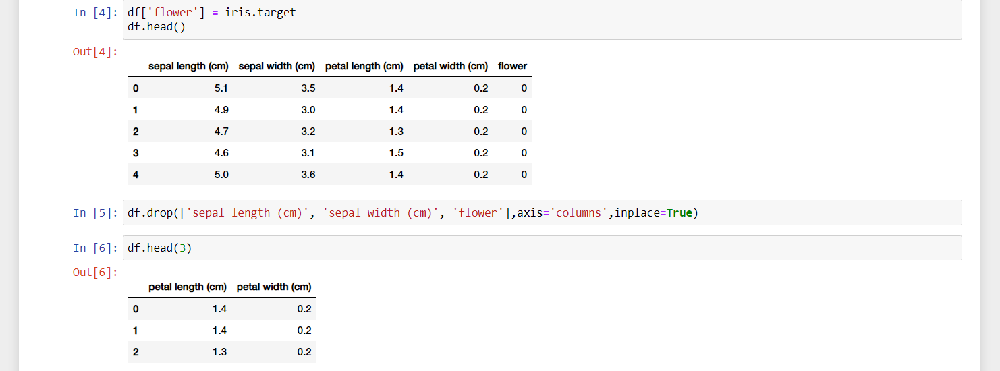 In [4]: df['flower'] = iris.target
df.head()
Out[4]:
sepal length (cm) sepal width (cm) petal length (cm) petal width (cm) flower
0 5.1 3.5 1.4 0.2 0
1 4.9 3.0 1.4 0.2 0
2 4.7 3.2 1.3 0.2 0
3 4.6 3.1 1.5 0.2 0
4 5.0 3.6 1.4 0.2 0
In [5]: df.drop(['sepal length (cm)', 'sepal width (cm)', 'flower'],axis='columns',inplace=True)
In [6]: df.head(3)
Out[6]:
petal length (cm) petal width (cm)
0 1.4 0.2
1 1.4 0.2
2 1.3 0.2